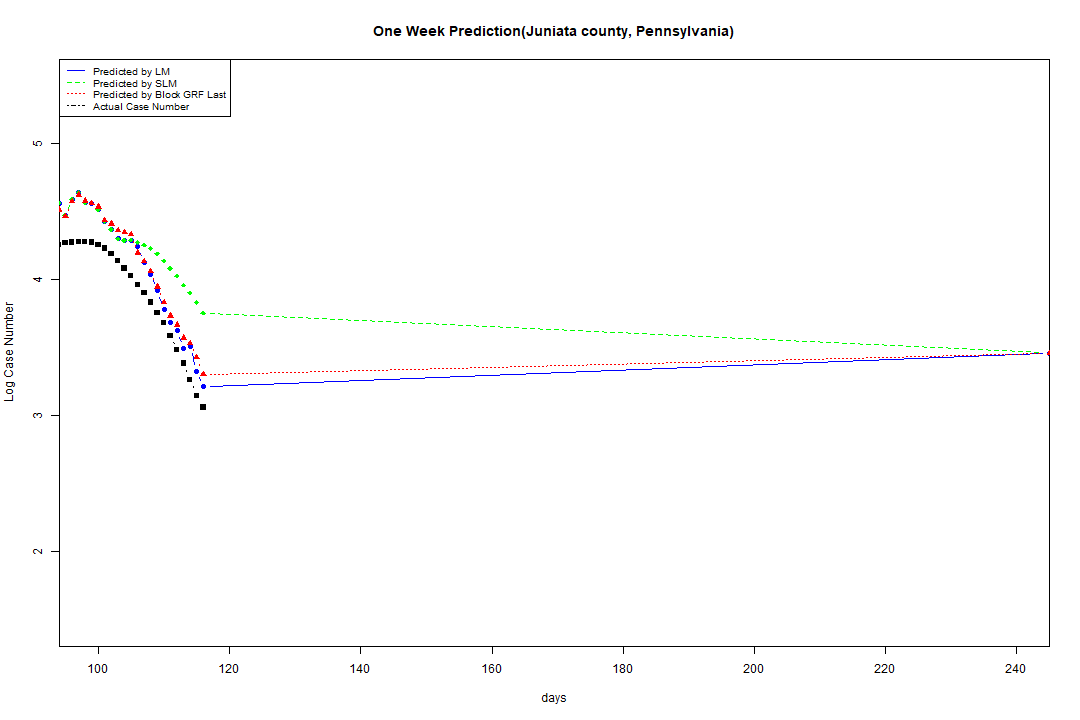 One Week Prediction(Juniata county, Pennsylvania)
Predicted by LM
Predicted by SLM
Predicted by Block GRF Last
Actual Case Number
5
4
3
2
Log Case Number
100 120 140 160 180 200 220 240
days